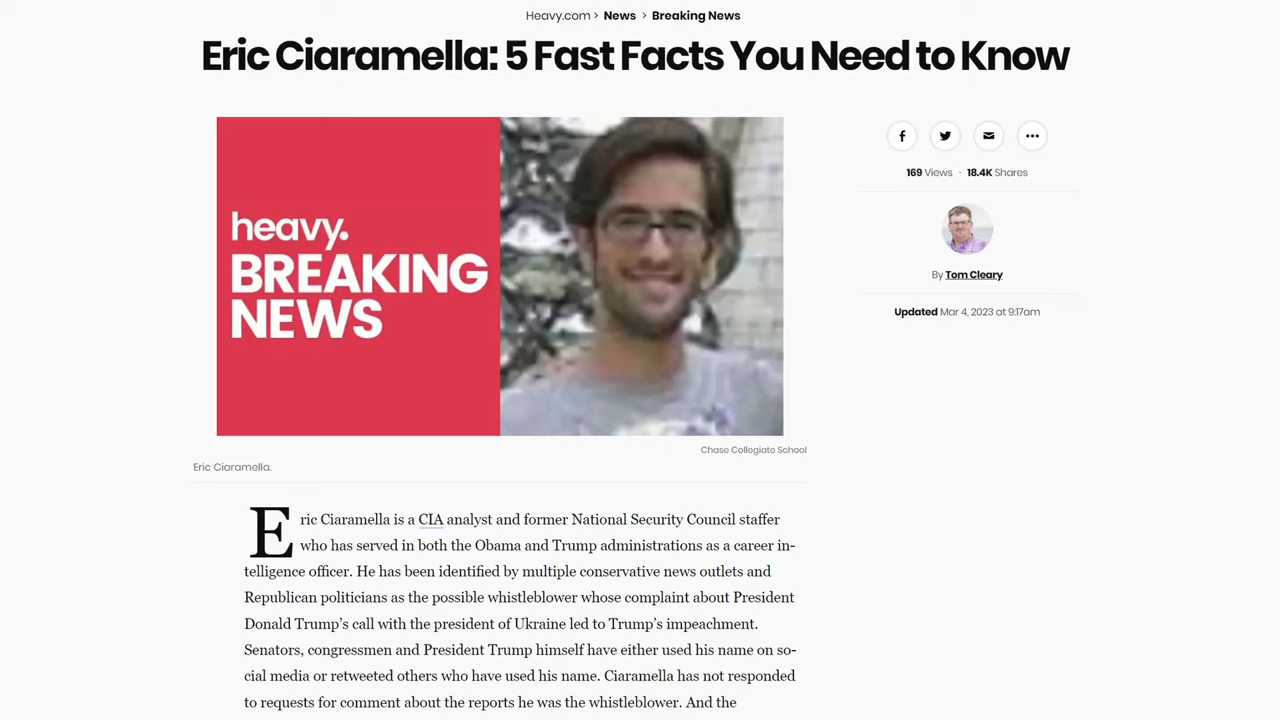 Heavy.com > News > Breaking News
Eric Ciaramella: 5 Fast Facts You Need to Know
heavy.
BREAKING
NEWS
169 Views · 18.4K Shares
By Tom Cleary
Updated Mar 4, 2023 at 9:17am
Chase Collegiate School
Eric Ciaramella.
Eric Ciaramella is a CIA analyst and former National Security Council staffer
who has served in both the Obama and Trump administrations as a career in-
telligence officer. He has been identified by multiple conservative news outlets and
Republican politicians as the possible whistleblower whose complaint about President
Donald Trump’s call with the president of Ukraine led to Trump’s impeachment.
Senators, congressmen and President Trump himself have either used his name on so-
cial media or retweeted others who have used his name. Ciaramella has not responded
to requests for comment about the reports he was the whistleblower. And the